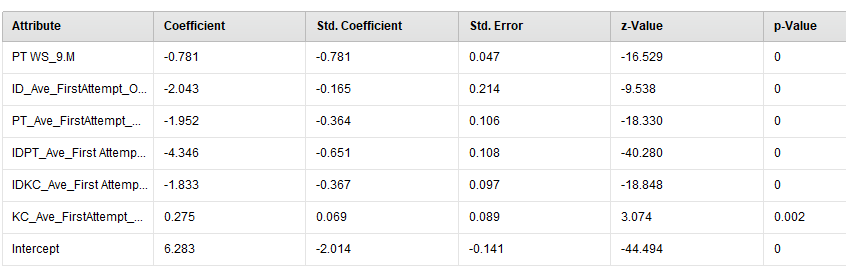 Attribute Coefficient Std. Coefficient Std. Error z-Value p-Value
PT WS_9.M -0.781 -0.781 0.047 -16.529 0
ID_Ave_FirstAttempt_O... -2.043 -0.165 0.214 -9.538 0
PT_Ave_FirstAttempt_... -1.952 -0.364 0.106 -18.330 0
IDPT_Ave_First Attemp... -4.346 -0.651 0.108 -40.280 0
IDKC_Ave_First Attemp... -1.833 -0.367 0.097 -18.848 0
KC_Ave_FirstAttempt_... 0.275 0.069 0.089 3.074 0.002
Intercept 6.283 -2.014 -0.141 -44.494 0